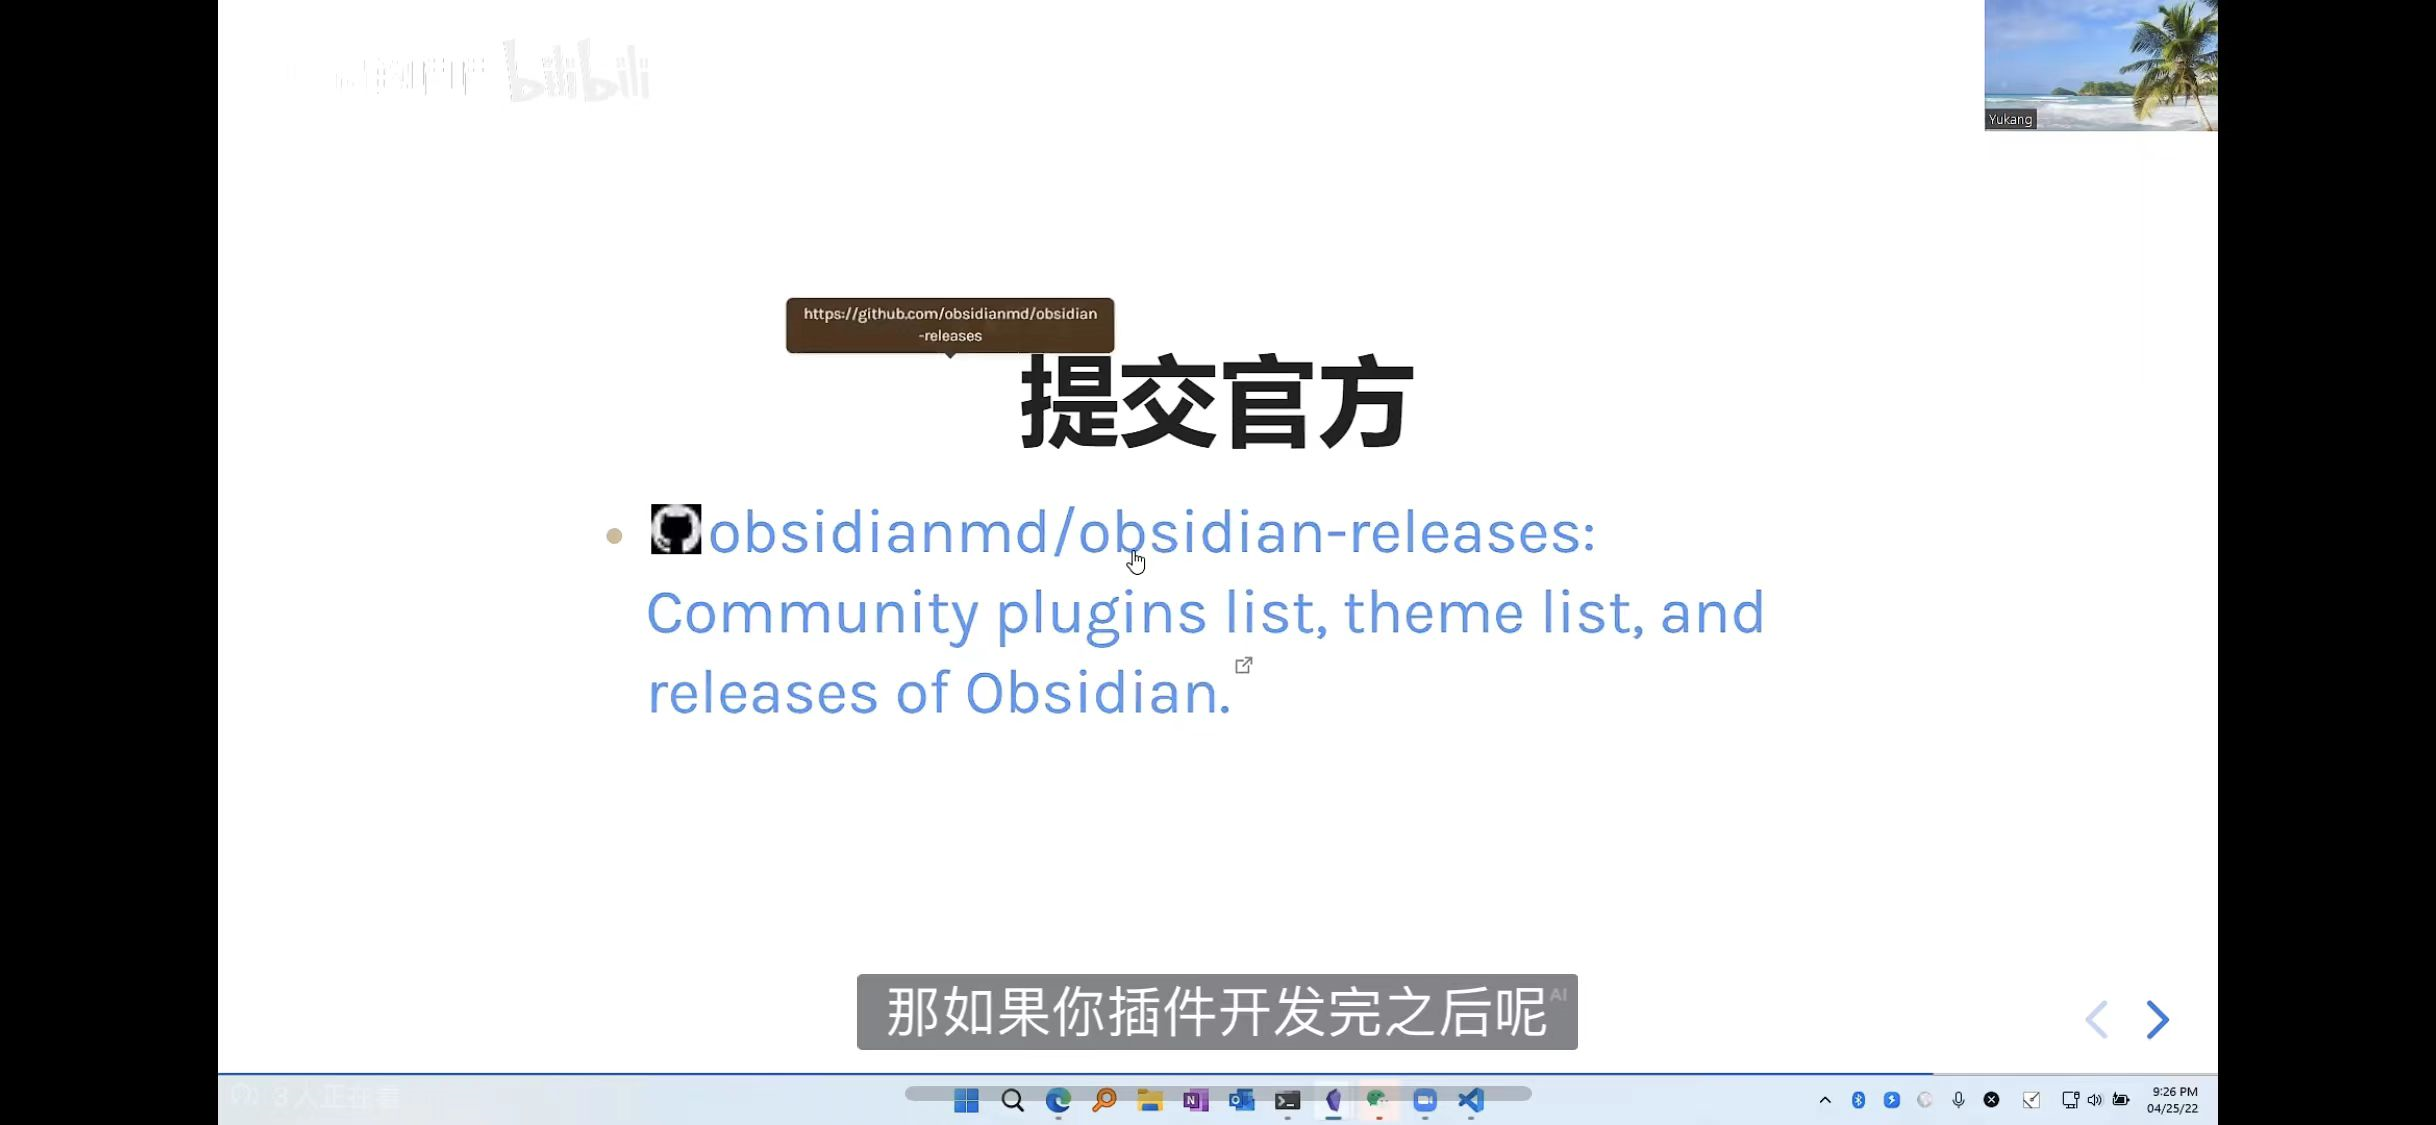 bilibili
Yukang
https://github.com/obsidianmd/obsidian
-releases
提交官方
obsidianmd/obsidian-releases:
Community plugins list, theme list, and
releases of Obsidian.
那如果你插件开发完之后呢
AI
8人正在看
9:26 PM
04/25/22